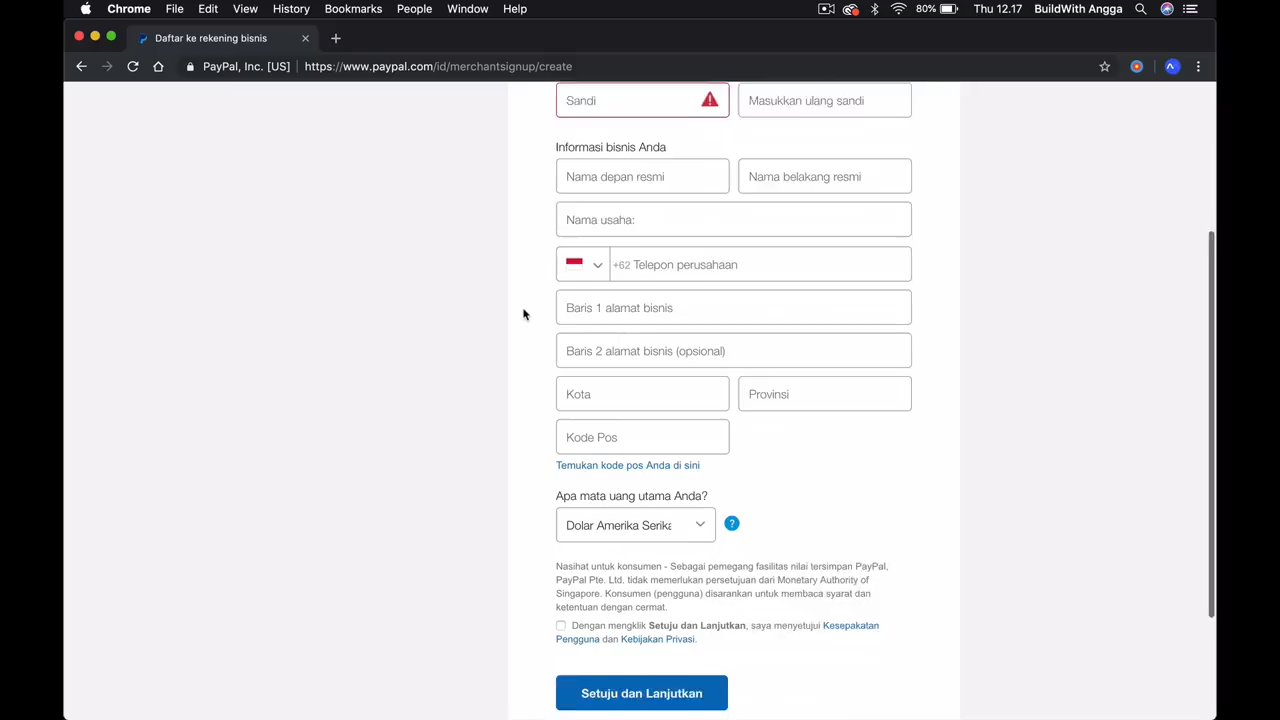 Chrome File Edit View History Bookmarks People Window Help 80% Thu 12.17 BuildWith Angga
Daftar ke rekening bisnis
PayPal, Inc. [US] https://www.paypal.com/id/merchantsignup/create
Sandi Masukkan ulang sandi
Informasi bisnis Anda
Nama depan resmi Nama belakang resmi
Nama usaha:
+62 Telepon perusahaan
Baris 1 alamat bisnis
Baris 2 alamat bisnis (opsional)
Kota Provinsi
Kode Pos
Temukan kode pos Anda di sini
Apa mata uang utama Anda?
Dolar Amerika Serika ?
Nasihat untuk konsumen - Sebagai pemegang fasilitas nilai tersimpan PayPal,
PayPal Pte. Ltd. tidak memerlukan persetujuan dari Monetary Authority of
Singapore. Konsumen (pengguna) disarankan untuk membaca syarat dan
ketentuan dengan cermat.
Dengan mengklik Setuju dan Lanjutkan, saya menyetujui Kesepakatan
Pengguna dan Kebijakan Privasi.
Setuju dan Lanjutkan